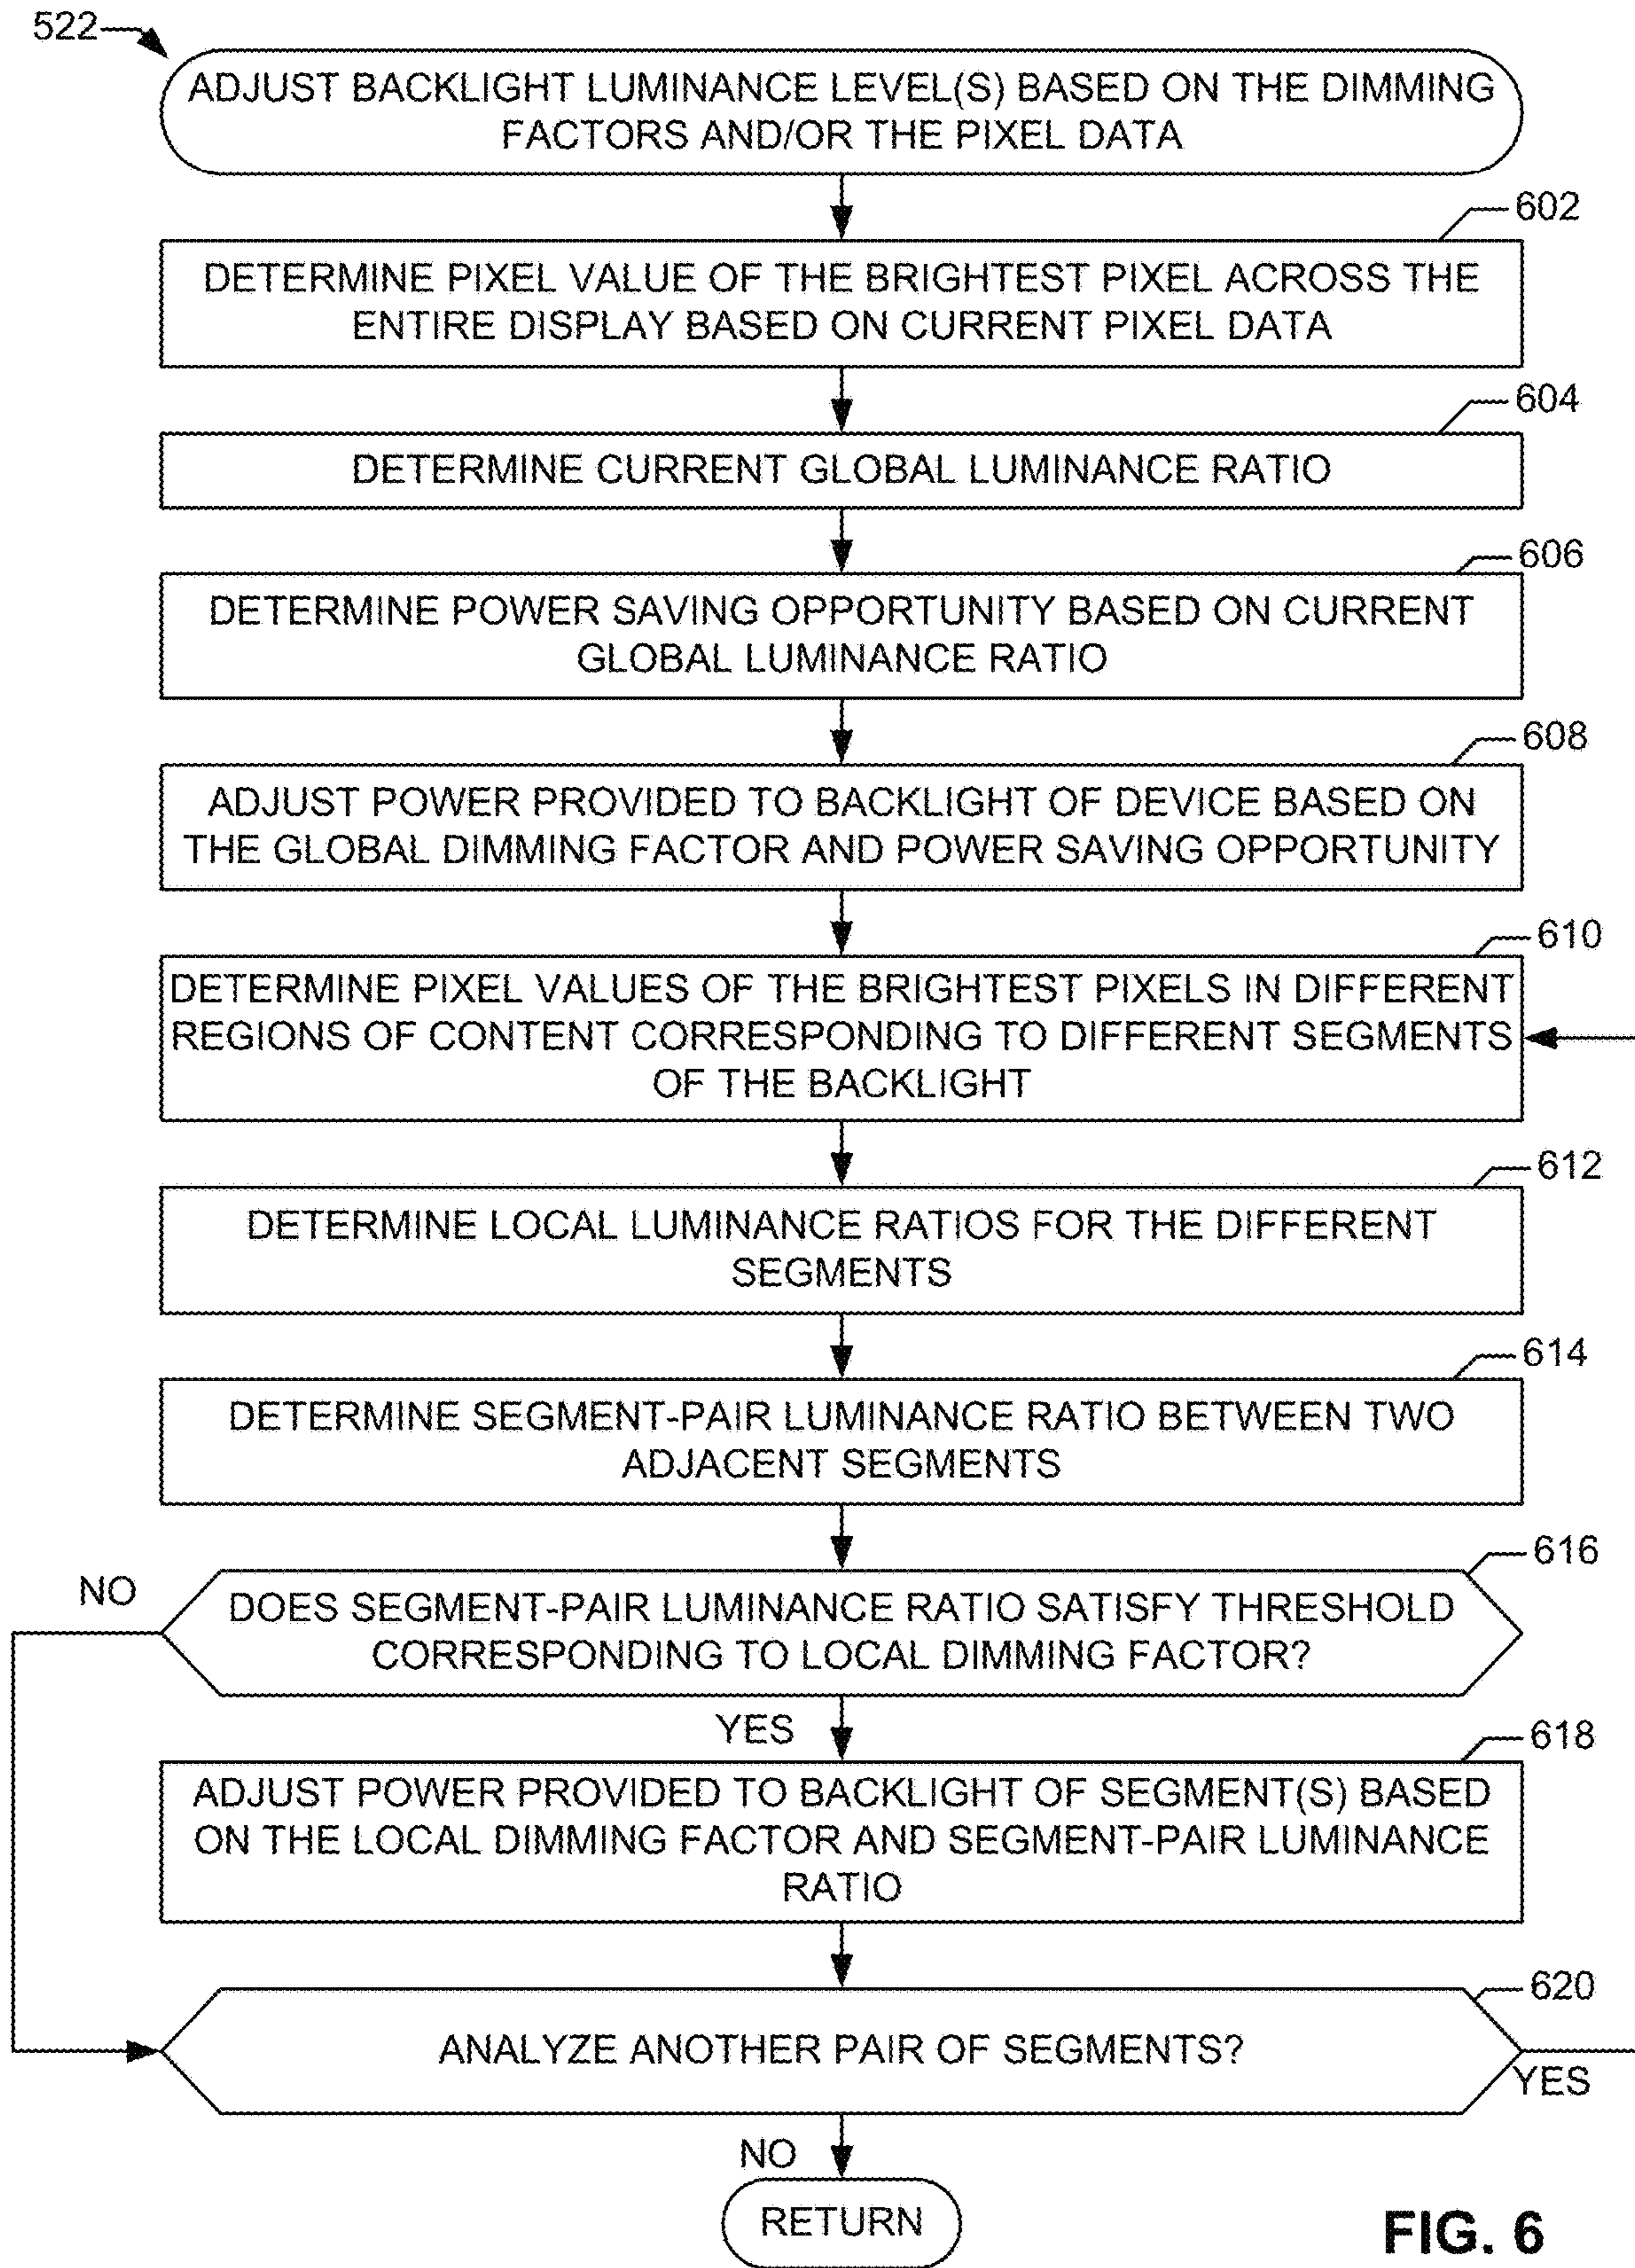 522
ADJUST BACKLIGHT LUMINANCE LEVEL(S) BASED ON THE DIMMING
FACTORS AND/OR THE PIXEL DATA
602
DETERMINE PIXEL VALUE OF THE BRIGHTEST PIXEL ACROSS THE
ENTIRE DISPLAY BASED ON CURRENT PIXEL DATA
604
DETERMINE CURRENT GLOBAL LUMINANCE RATIO
606
DETERMINE POWER SAVING OPPORTUNITY BASED ON CURRENT
GLOBAL LUMINANCE RATIO
608
ADJUST POWER PROVIDED TO BACKLIGHT OF DEVICE BASED ON
THE GLOBAL DIMMING FACTOR AND POWER SAVING OPPORTUNITY
610
DETERMINE PIXEL VALUES OF THE BRIGHTEST PIXELS IN DIFFERENT
REGIONS OF CONTENT CORRESPONDING TO DIFFERENT SEGMENTS
OF THE BACKLIGHT
612
DETERMINE LOCAL LUMINANCE RATIOS FOR THE DIFFERENT
SEGMENTS
614
DETERMINE SEGMENT-PAIR LUMINANCE RATIO BETWEEN TWO
ADJACENT SEGMENTS
616
NO
DOES SEGMENT-PAIR LUMINANCE RATIO SATISFY THRESHOLD
CORRESPONDING TO LOCAL DIMMING FACTOR?
YES
618
ADJUST POWER PROVIDED TO BACKLIGHT OF SEGMENT(S) BASED
ON THE LOCAL DIMMING FACTOR AND SEGMENT-PAIR LUMINANCE
RATIO
620
ANALYZE ANOTHER PAIR OF SEGMENTS?
YES
NO
RETURN
FIG. 6